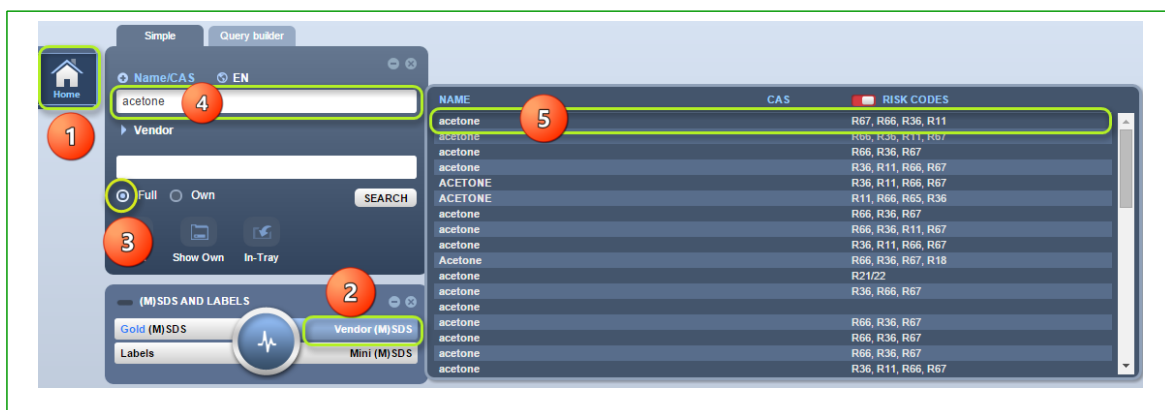 Simple Query builder
Home
1
Name/CAS EN
acetone 4
Vendor
Full Own SEARCH
3
Show Own In-Tray
(M)SDS AND LABELS 2
Gold (M)SDS Vendor (M)SDS
Labels Mini (M)SDS
NAME CAS RISK CODES
acetone 5 R67, R66, R36, R11
acetone R66, R36, R11, R67
acetone R66, R36, R67
acetone R36, R11, R66, R67
ACETONE R36, R11, R66, R67
ACETONE R11, R66, R65, R36
acetone R66, R36, R67
acetone R66, R36, R11, R67
acetone R36, R11, R66, R67
Acetone R66, R36, R67, R18
acetone R21/22
acetone R36, R66, R67
acetone
acetone R66, R36, R67
acetone R66, R36, R67
acetone R66, R36, R67
acetone R36, R11, R66, R67